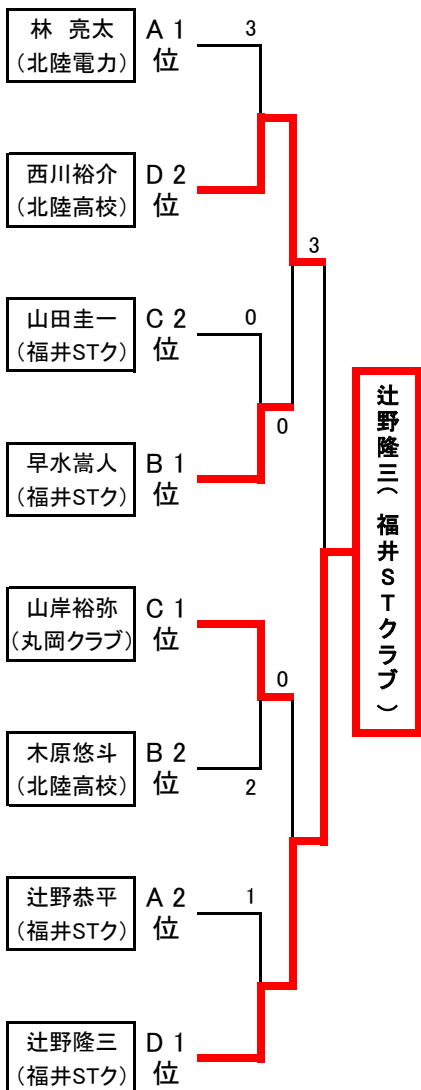 林 亮太
(北陸電力)
A 1
位
3
西川裕介
(北陸高校)
D 2
位
3
山田圭一
(福井STク)
C 2
位
0
0
早水嵩人
(福井STク)
B 1
位
辻野隆三(福井STクラブ)
山岸裕弥
(丸岡クラブ)
C 1
位
0
木原悠斗
(北陸高校)
B 2
位
2
辻野恭平
(福井STク)
A 2
位
1
辻野隆三
(福井STク)
D 1
位